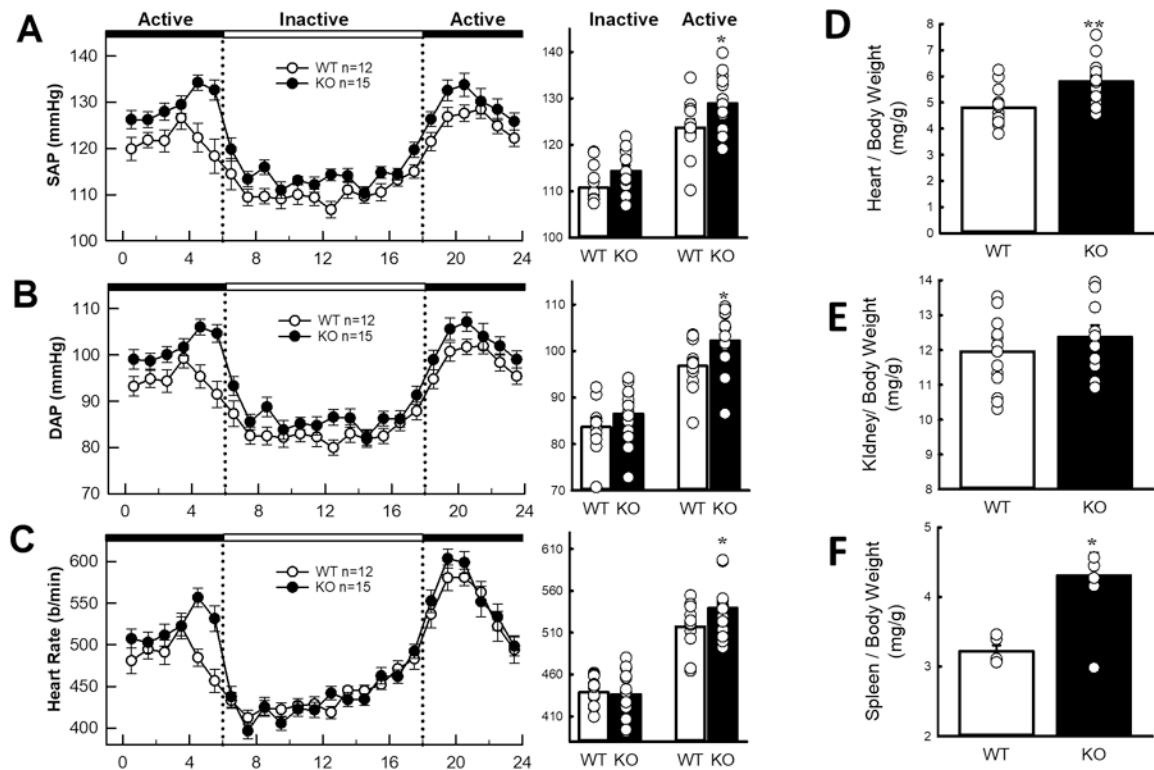 A
Active
Inactive
Active
SAP (mmHg)
140
130
120
110
100
WT n=12
KO n=15
0 4 8 12 16 20 24
Inactive Active
140
130
120
110
100
*
WT KO WT KO
B
DAP (mmHg)
110
100
90
80
70
WT n=12
KO n=15
0 4 8 12 16 20 24
110
100
90
80
70
*
WT KO WT KO
C
Heart Rate (b/min)
600
550
500
450
400
WT n=12
KO n=15
0 4 8 12 16 20 24
610
560
510
460
410
*
WT KO WT KO
D
Heart / Body Weight
(mg/g)
8
7
6
5
4
3
2
1
0
**
WT KO
E
KIdney/ Body Weight
(mg/g)
14
13
12
11
10
9
8
WT KO
F
Spleen / Body Weight
(mg/g)
5
4
3
2
*
WT KO